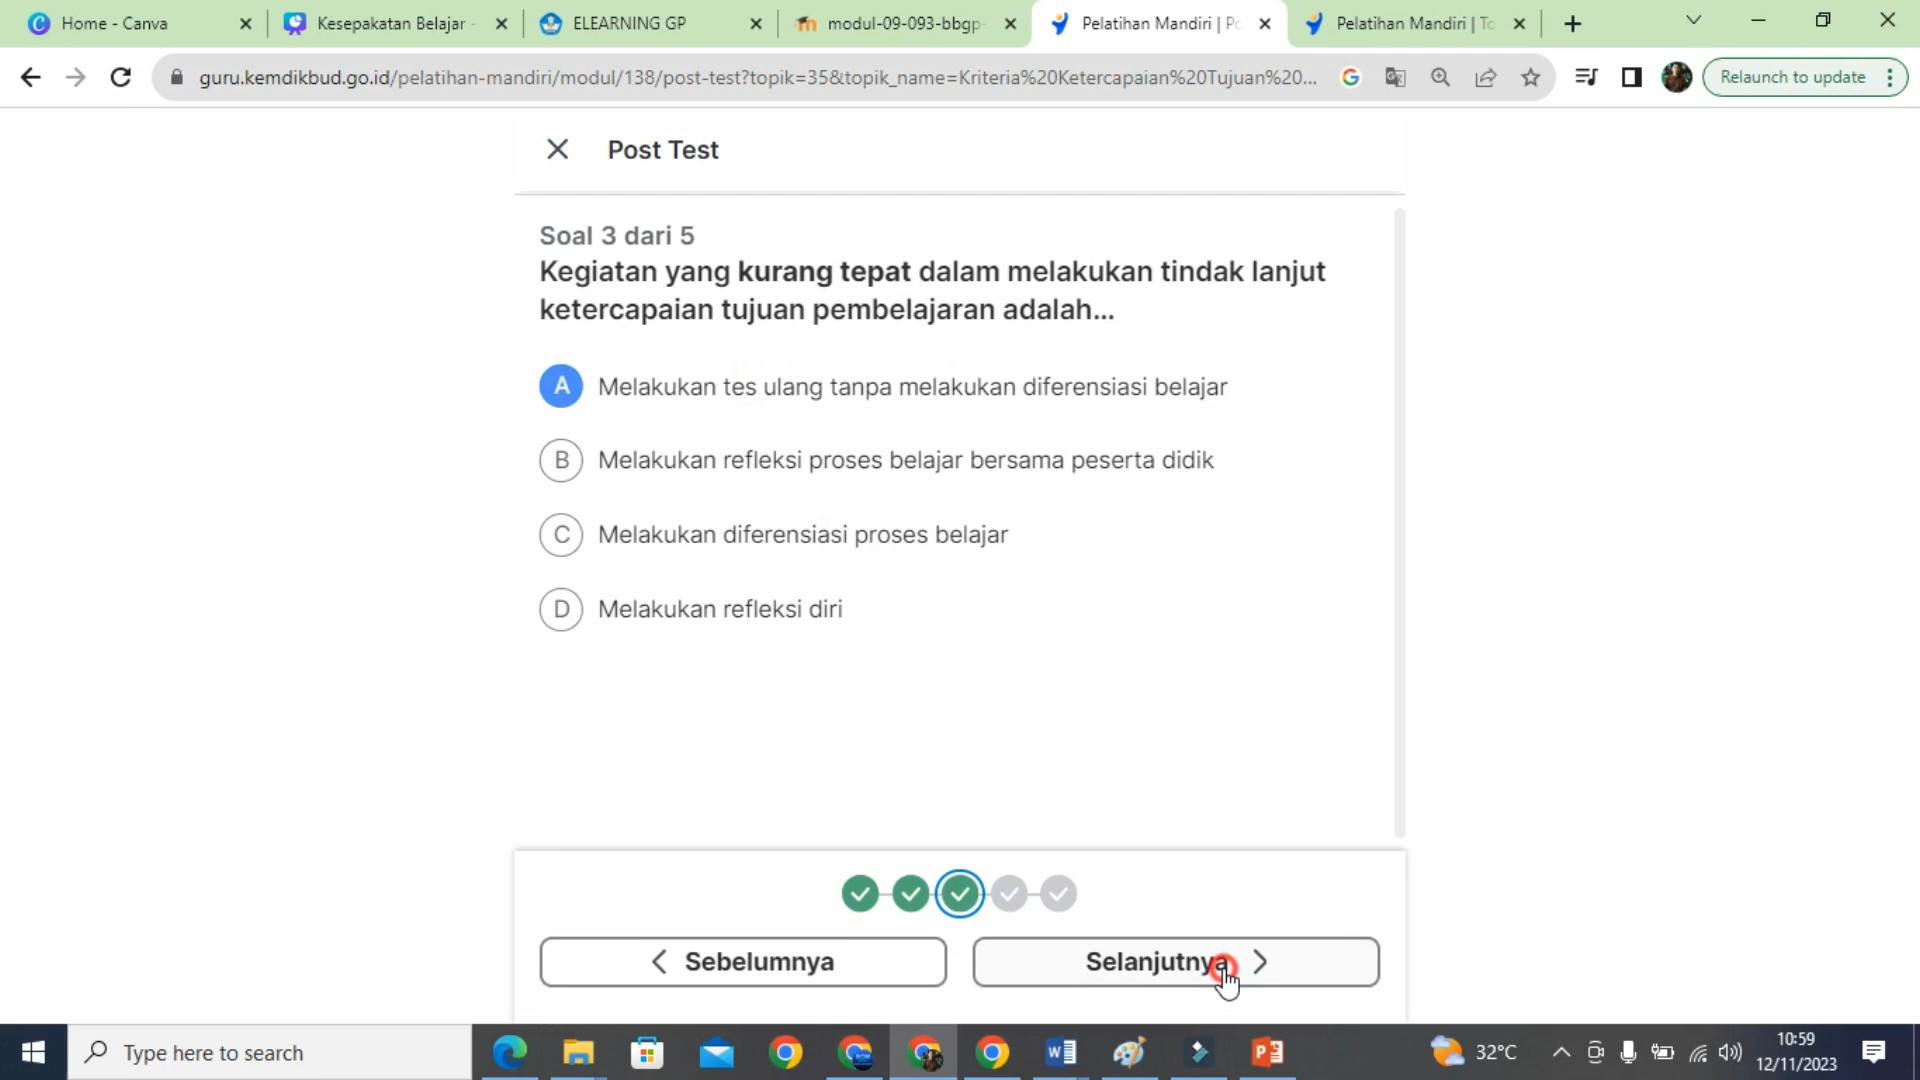 Home - Canva
Kesepakatan Belajar -
ELEARNING GP
modul-09-093-bbgp-
Pelatihan Mandiri | Po
Pelatihan Mandiri | To
guru.kemdikbud.go.id/pelatihan-mandiri/modul/138/post-test?topik=35&topik_name=Kriteria%20Ketercapaian%20Tujuan%20...
Relaunch to update
Post Test
Soal 3 dari 5
Kegiatan yang kurang tepat dalam melakukan tindak lanjut
ketercapaian tujuan pembelajaran adalah...
A Melakukan tes ulang tanpa melakukan diferensiasi belajar
B Melakukan refleksi proses belajar bersama peserta didik
C Melakukan diferensiasi proses belajar
D Melakukan refleksi diri
Sebelumnya
Selanjutnya
Type here to search
32°C
10:59
12/11/2023